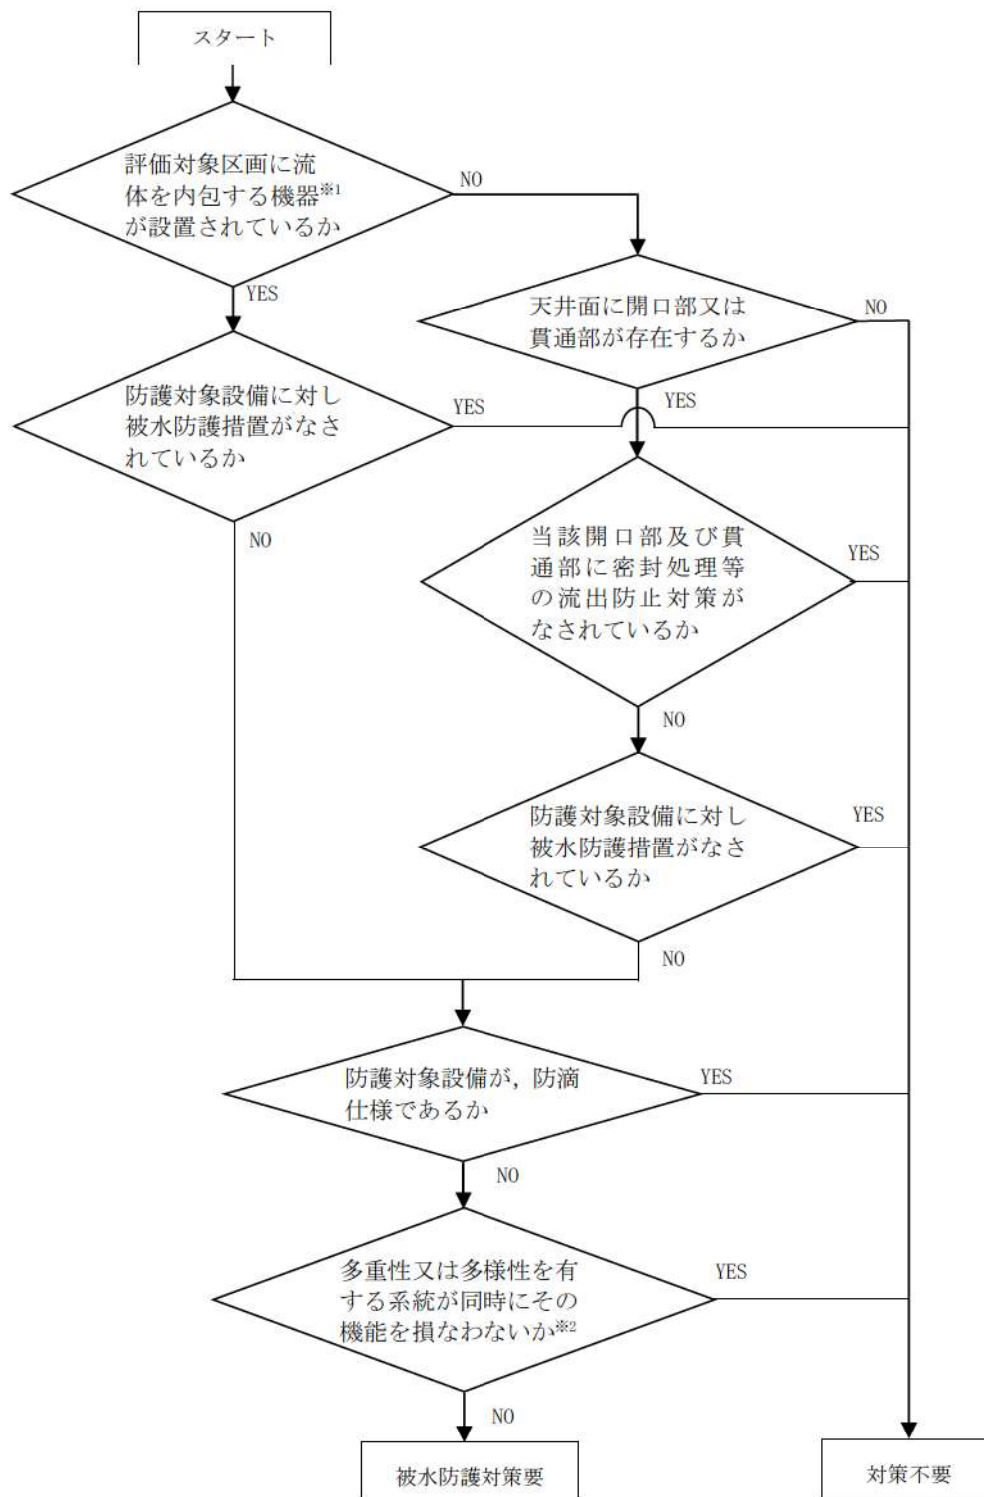 スタート
評価対象区画に流
体を内包する機器※1
が設置されているか
NO
YES
天井面に開口部又は
貫通部が存在するか
NO
YES
防護対象設備に対し
被水防護措置がなさ
れているか
YES
NO
当該開口部及び貫
通部に密封処理等
の流出防止対策が
なされているか
YES
NO
防護対象設備に対し
被水防護措置がなさ
れているか
YES
NO
防護対象設備が，防滴
仕様であるか
YES
NO
多重性又は多様性を有
する系統が同時にその
機能を損なわないか※2
YES
NO
被水防護対策要
対策不要